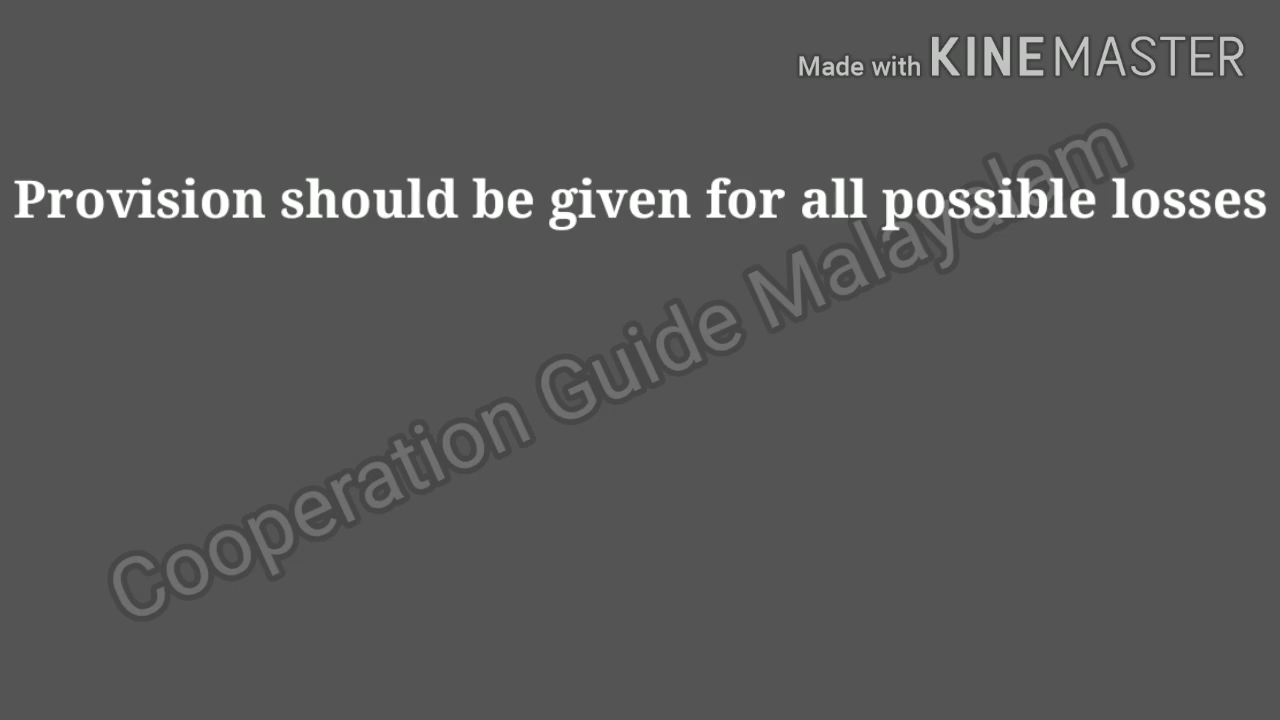 Made with KINEMASTER
Provision should be given for all possible losses
Cooperation Guide Malayalam